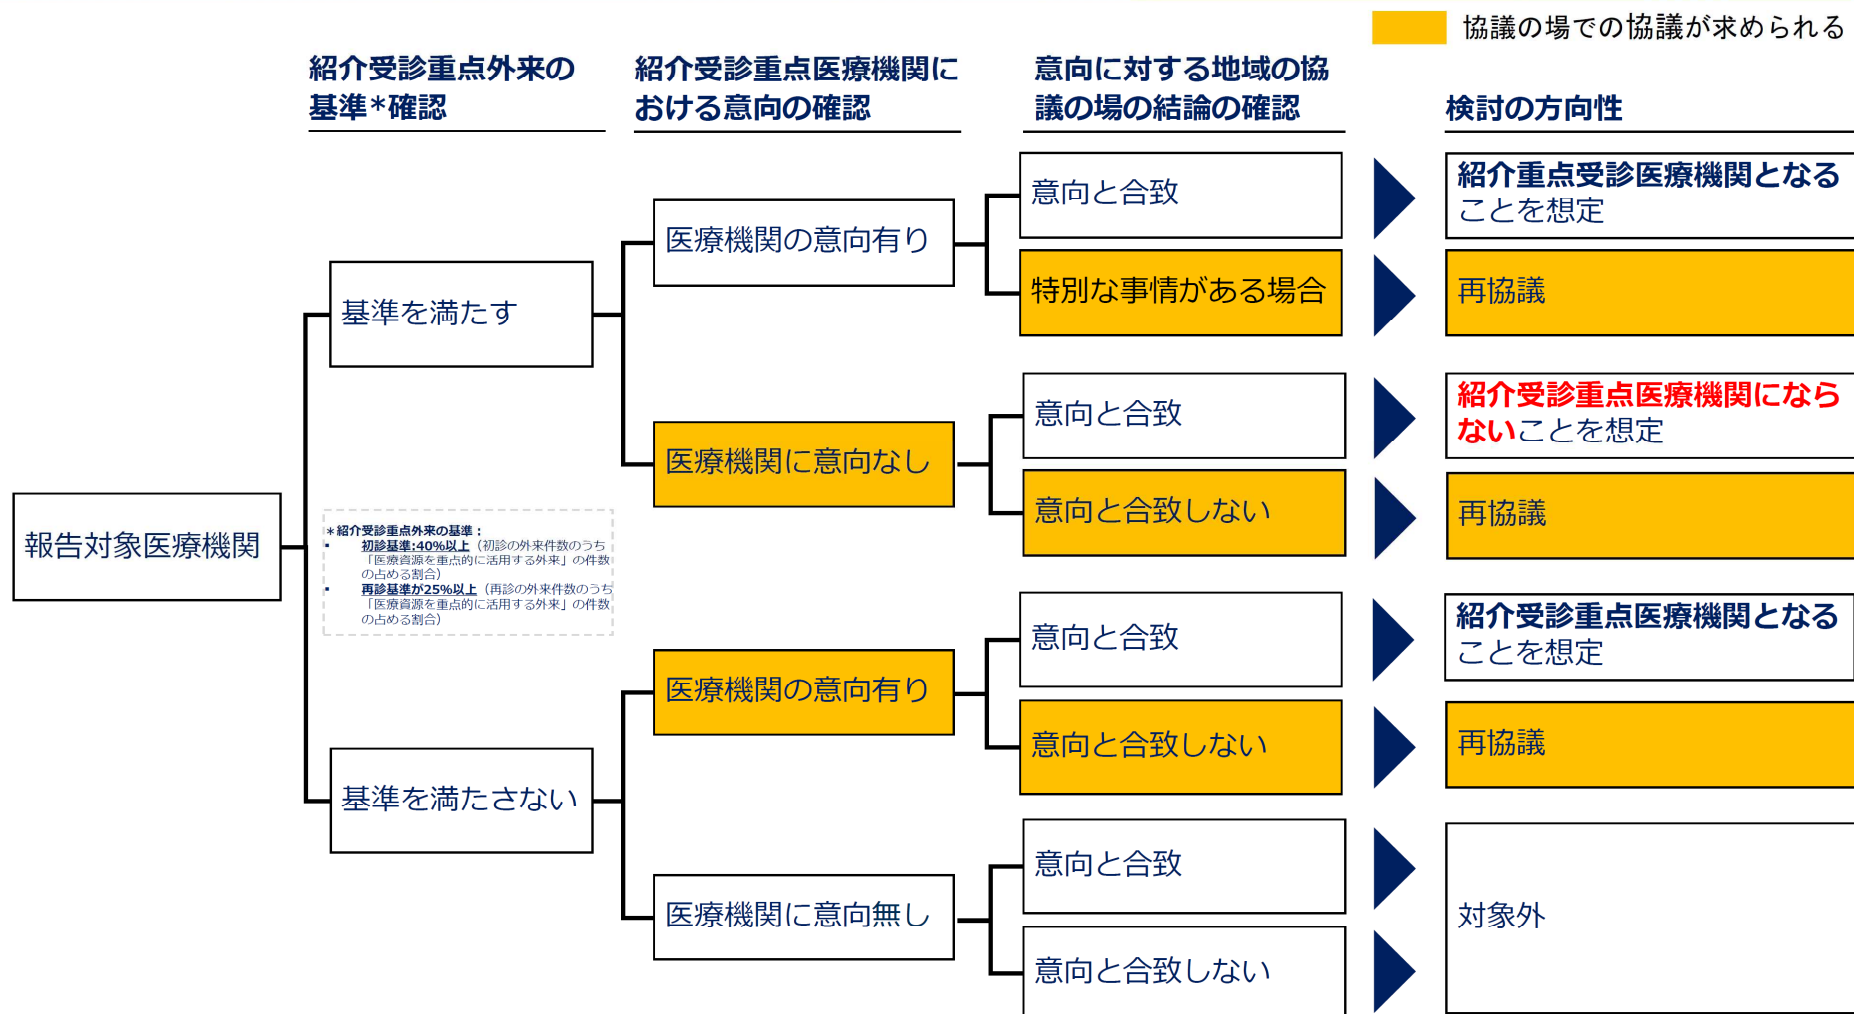 協議の場での協議が求められる
紹介受診重点外来の
基準*確認
紹介受診重点医療機関に
おける意向の確認
意向に対する地域の協
議の場の結論の確認
検討の方向性
報告対象医療機関
基準を満たす
医療機関の意向有り
意向と合致
紹介重点受診医療機関となる
ことを想定
特別な事情がある場合
再協議
医療機関に意向なし
意向と合致
紹介受診重点医療機関になら
ないことを想定
意向と合致しない
再協議
*紹介受診重点外来の基準：
▪ 初診基準:40%以上（初診の外来件数のうち
「医療資源を重点的に活用する外来」の件数
の占める割合）
▪ 再診基準が25%以上（再診の外来件数のうち
「医療資源を重点的に活用する外来」の件数
の占める割合）
基準を満たさない
医療機関の意向有り
意向と合致
紹介受診重点医療機関となる
ことを想定
意向と合致しない
再協議
医療機関に意向無し
意向と合致
意向と合致しない
対象外